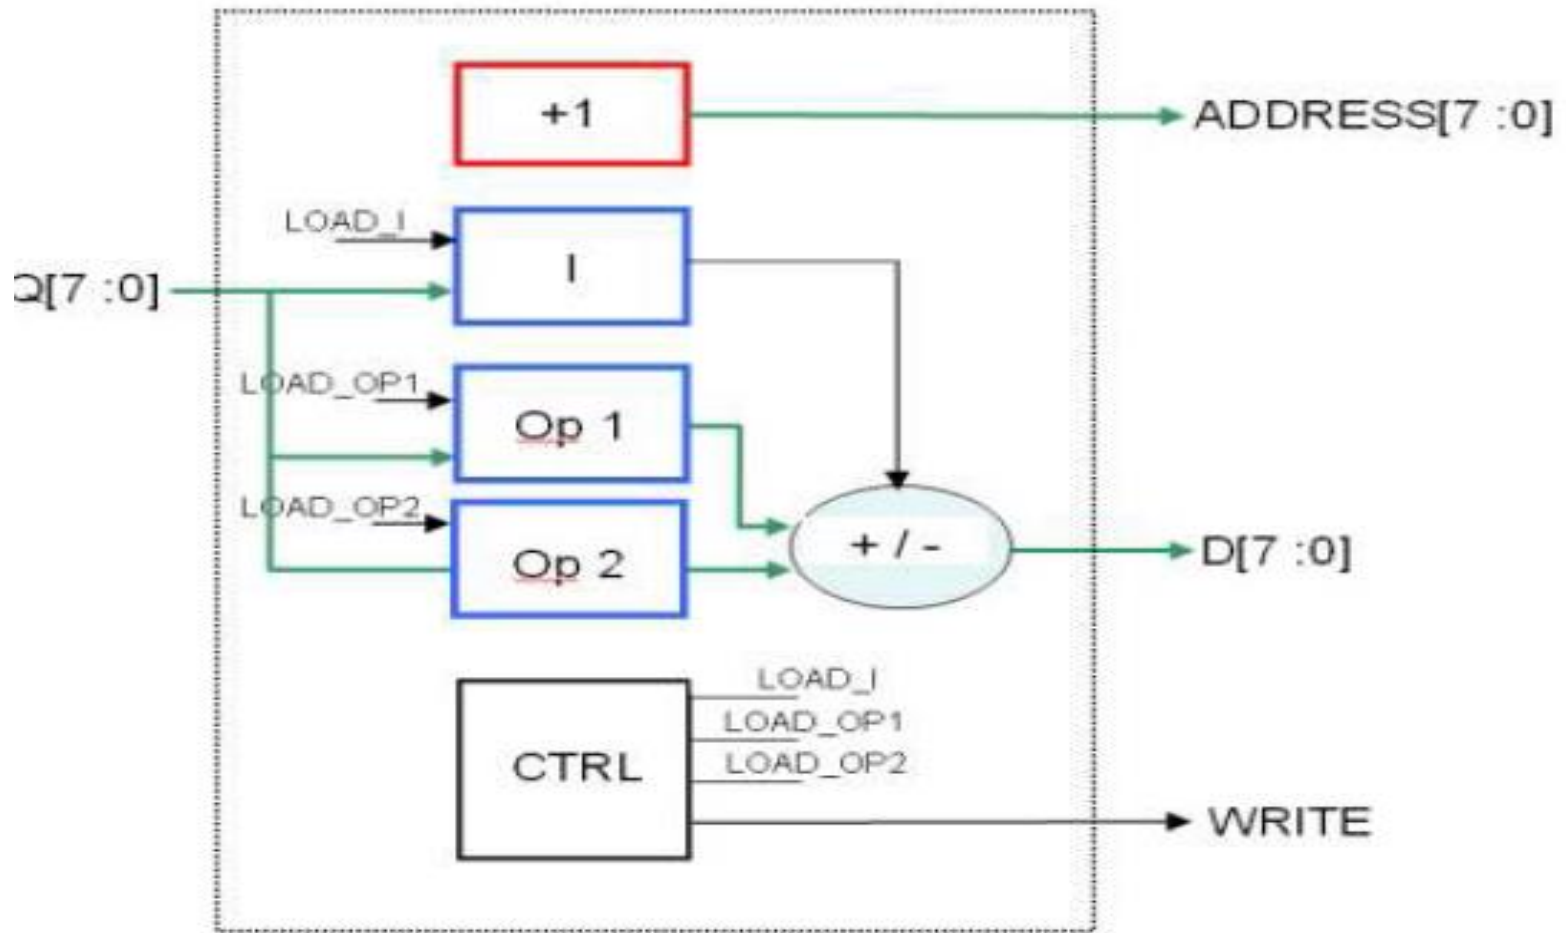 +1
ADDRESS[7 :0]
LOAD_I
I
Q[7 :0]
LOAD_OP1
Op 1
LOAD_OP2
Op 2
+ / -
D[7 :0]
CTRL
LOAD_I
LOAD_OP1
LOAD_OP2
WRITE